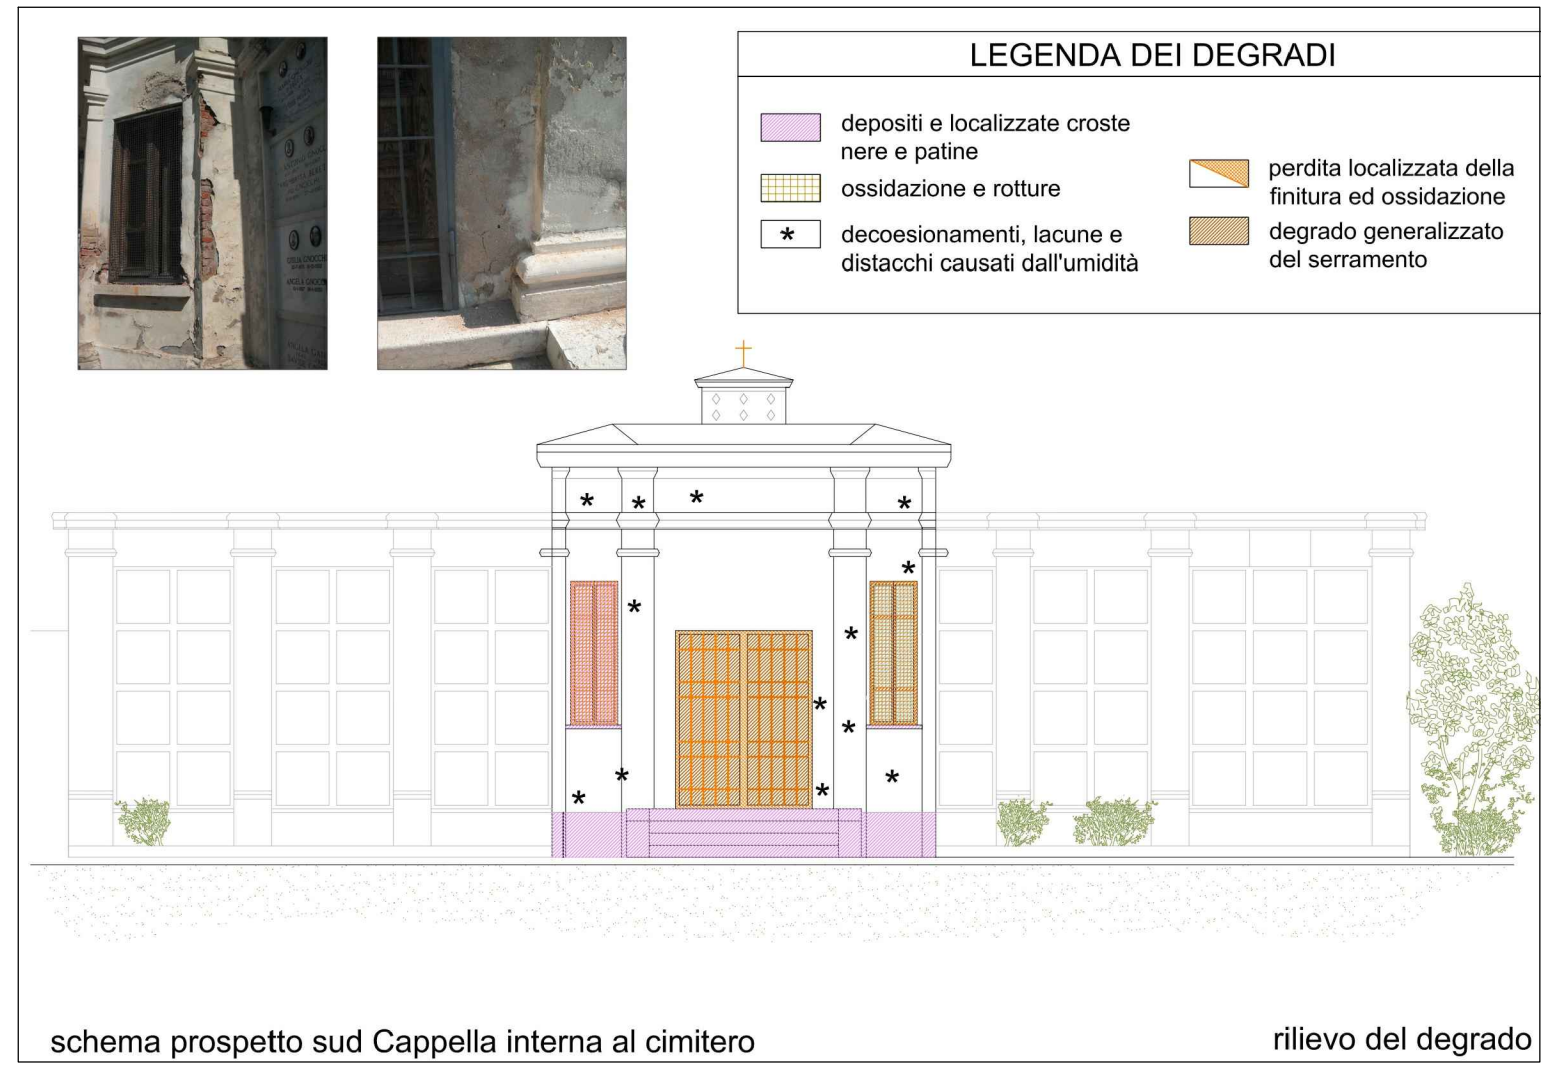 LEGENDA DEI DEGRADI
depositi e localizzate croste
nere e patine
ossidazione e rotture
*
decoesionamenti, lacune e
distacchi causati dall'umidità
perdita localizzata della
finitura ed ossidazione
degrado generalizzato
del serramento
schema prospetto sud Cappella interna al cimitero
rilievo del degrado